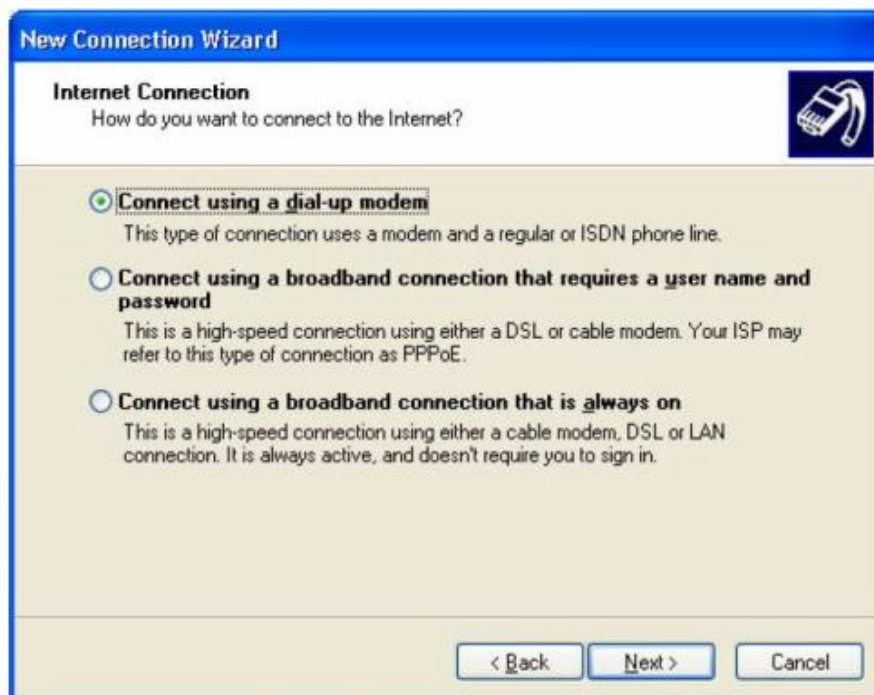 New Connection Wizard
Internet Connection
How do you want to connect to the Internet?
Connect using a dial-up modem
This type of connection uses a modem and a regular or ISDN phone line.
Connect using a broadband connection that requires a user name and
password
This is a high-speed connection using either a DSL or cable modem. Your ISP may
refer to this type of connection as PPPoE.
Connect using a broadband connection that is always on
This is a high-speed connection using either a cable modem, DSL or LAN
connection. It is always active, and doesn't require you to sign in.
< Back Next > Cancel